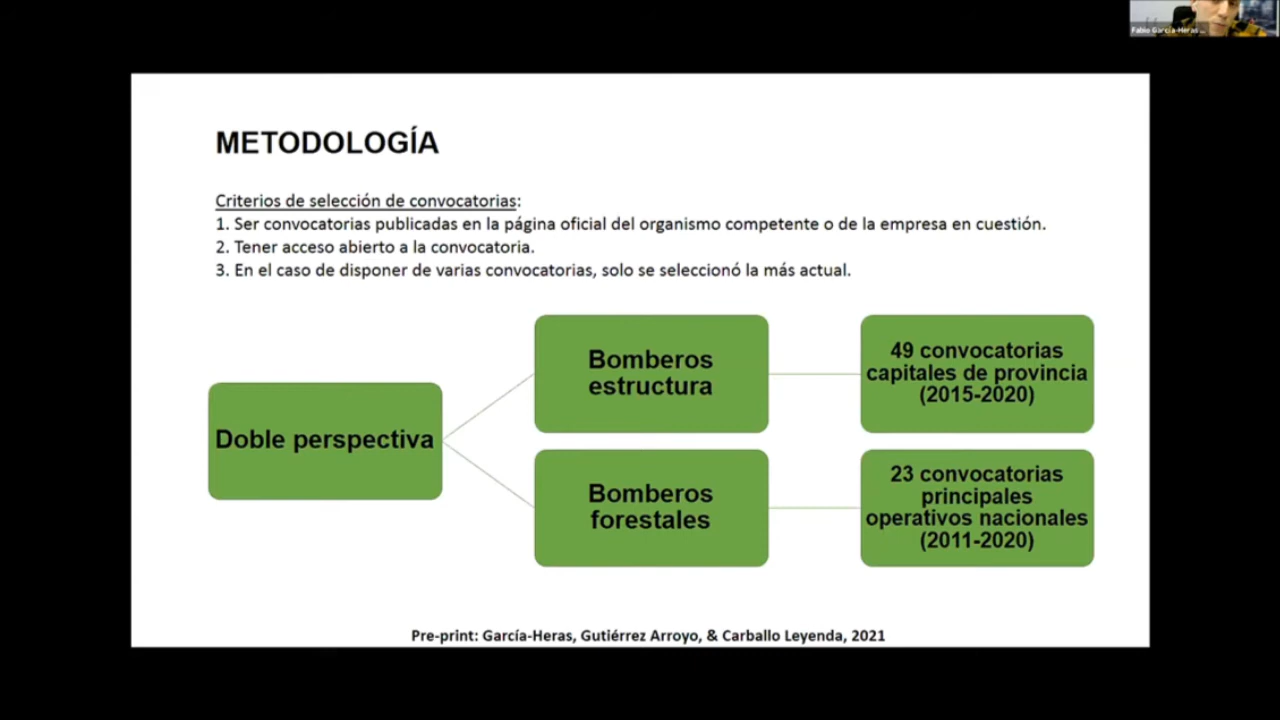 Fabio García-Heras ...
METODOLOGÍA
Criterios de selección de convocatorias:
1. Ser convocatorias publicadas en la página oficial del organismo competente o de la empresa en cuestión.
2. Tener acceso abierto a la convocatoria.
3. En el caso de disponer de varias convocatorias, solo se seleccionó la más actual.
Doble perspectiva
Bomberos
estructura
49 convocatorias
capitales de provincia
(2015-2020)
Bomberos
forestales
23 convocatorias
principales
operativos nacionales
(2011-2020)
Pre-print: García-Heras, Gutiérrez Arroyo, & Carballo Leyenda, 2021